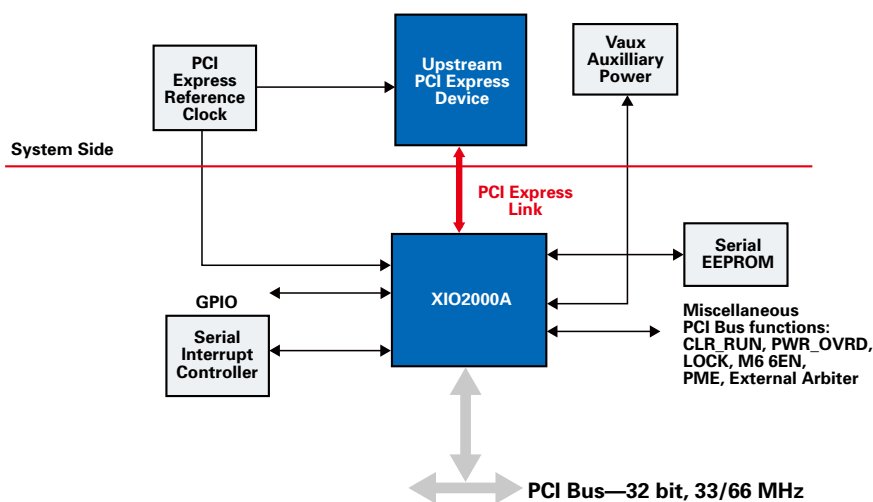 PCI
Express
Reference
Clock
Upstream
PCI Express
Device
Vaux
Auxilliary
Power
System Side
PCI Express
Link
XIO2000A
Serial
EEPROM
GPIO
Serial
Interrupt
Controller
Miscellaneous
PCI Bus functions:
CLR_RUN, PWR_OVRD,
LOCK, M6 6EN,
PME, External Arbiter
PCI Bus—32 bit, 33/66 MHz